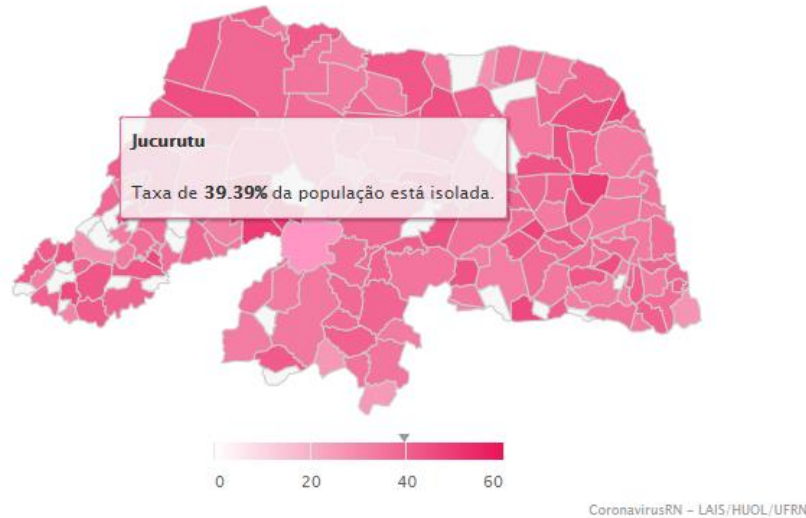 Jucurutu
Taxa de 39.39% da população está isolada.
0 20 40 60
CoronavirusRN – LAIS/HUOL/UFRN